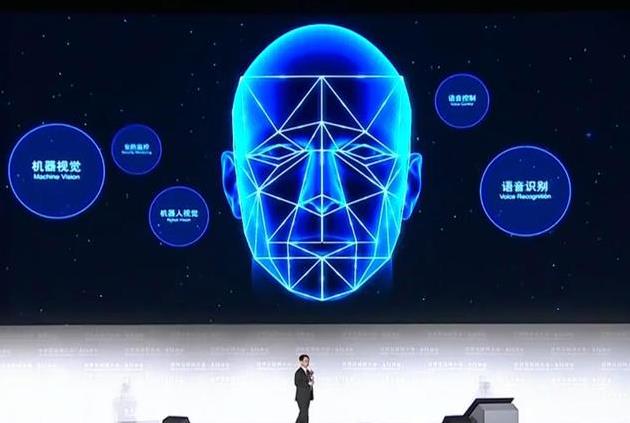 机器视觉
Machine Vision
安防监控
Security Monitoring
机器人视觉
Robot Vision
语音控制
Voice Control
语音识别
Voice Recognition